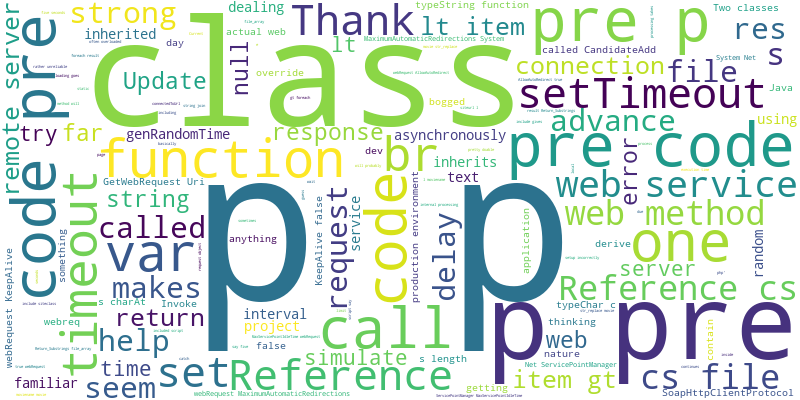 strong
inherited
dealing
actual web
typeString function
Two classes
Thank
lt item
pre p
res
lt
MaximumAutomaticRedirections System
called CandidateAdd
s
System Net
day
null
class
Update
connection
file
override
setTimeout
Java
remote server
code pre
try
far
genRandomTime
response
asynchronously
advance
using
bogged
function
br
inherits
pre code
error
dev
text
GetWebRequest Uri
string
web service
timeout
called
var
code
request
service
web method
one
anything
delay
production environment
KeepAlive false
application
derive
random
something
makes
server
s charAt
Invoke
Reference cs
webRequest KeepAlive
return
interval
project
false
call
p
p
p
pre
typeChar c
webreq
help
thinking
web
nature
contain
time
simulate
s length
Net ServicePointManager
familiar
seem
set
Reference
getting
item gt
cs file
webRequest MaximumAutomaticRedirections
SoapHttpClientProtocol